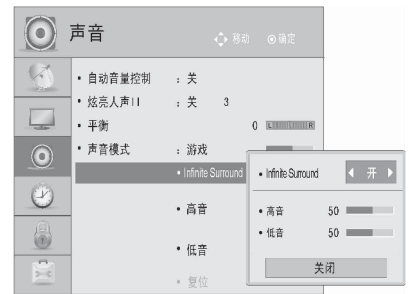 声音
移动 确定
• 自动音量控制 : 关
• 炫亮人声II : 关 3
• 平衡 0 L R
• 声音模式 : 游戏
• Infinite Surround
• 高音
• 低音
• 复位
• Infinite Surround 开
• 高音 50
• 低音 50
关闭